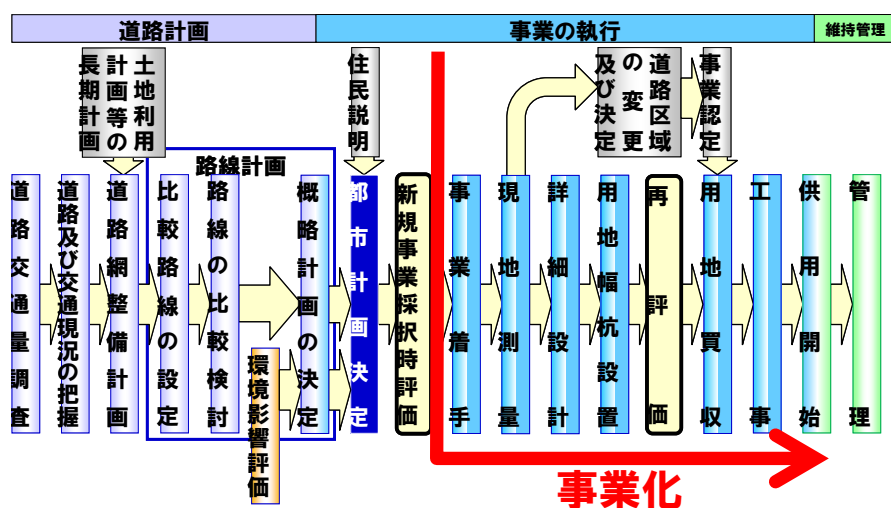 道路計画
事業の執行
維持管理
土地利用
計画等の
長期計画
住民説明
道路区域
の変更
及び決定
事業認定
路線計画
道路交通量調査
道路及び交通現況の把握
道路網整備計画
比較路線の設定
路線の比較検討
環境影響評価
概略計画の決定
都市計画決定
新規事業採択時評価
事業着手
現地測量
詳細設計
用地幅杭設置
再評価
用地買収
工事
供用開始
管理
事業化